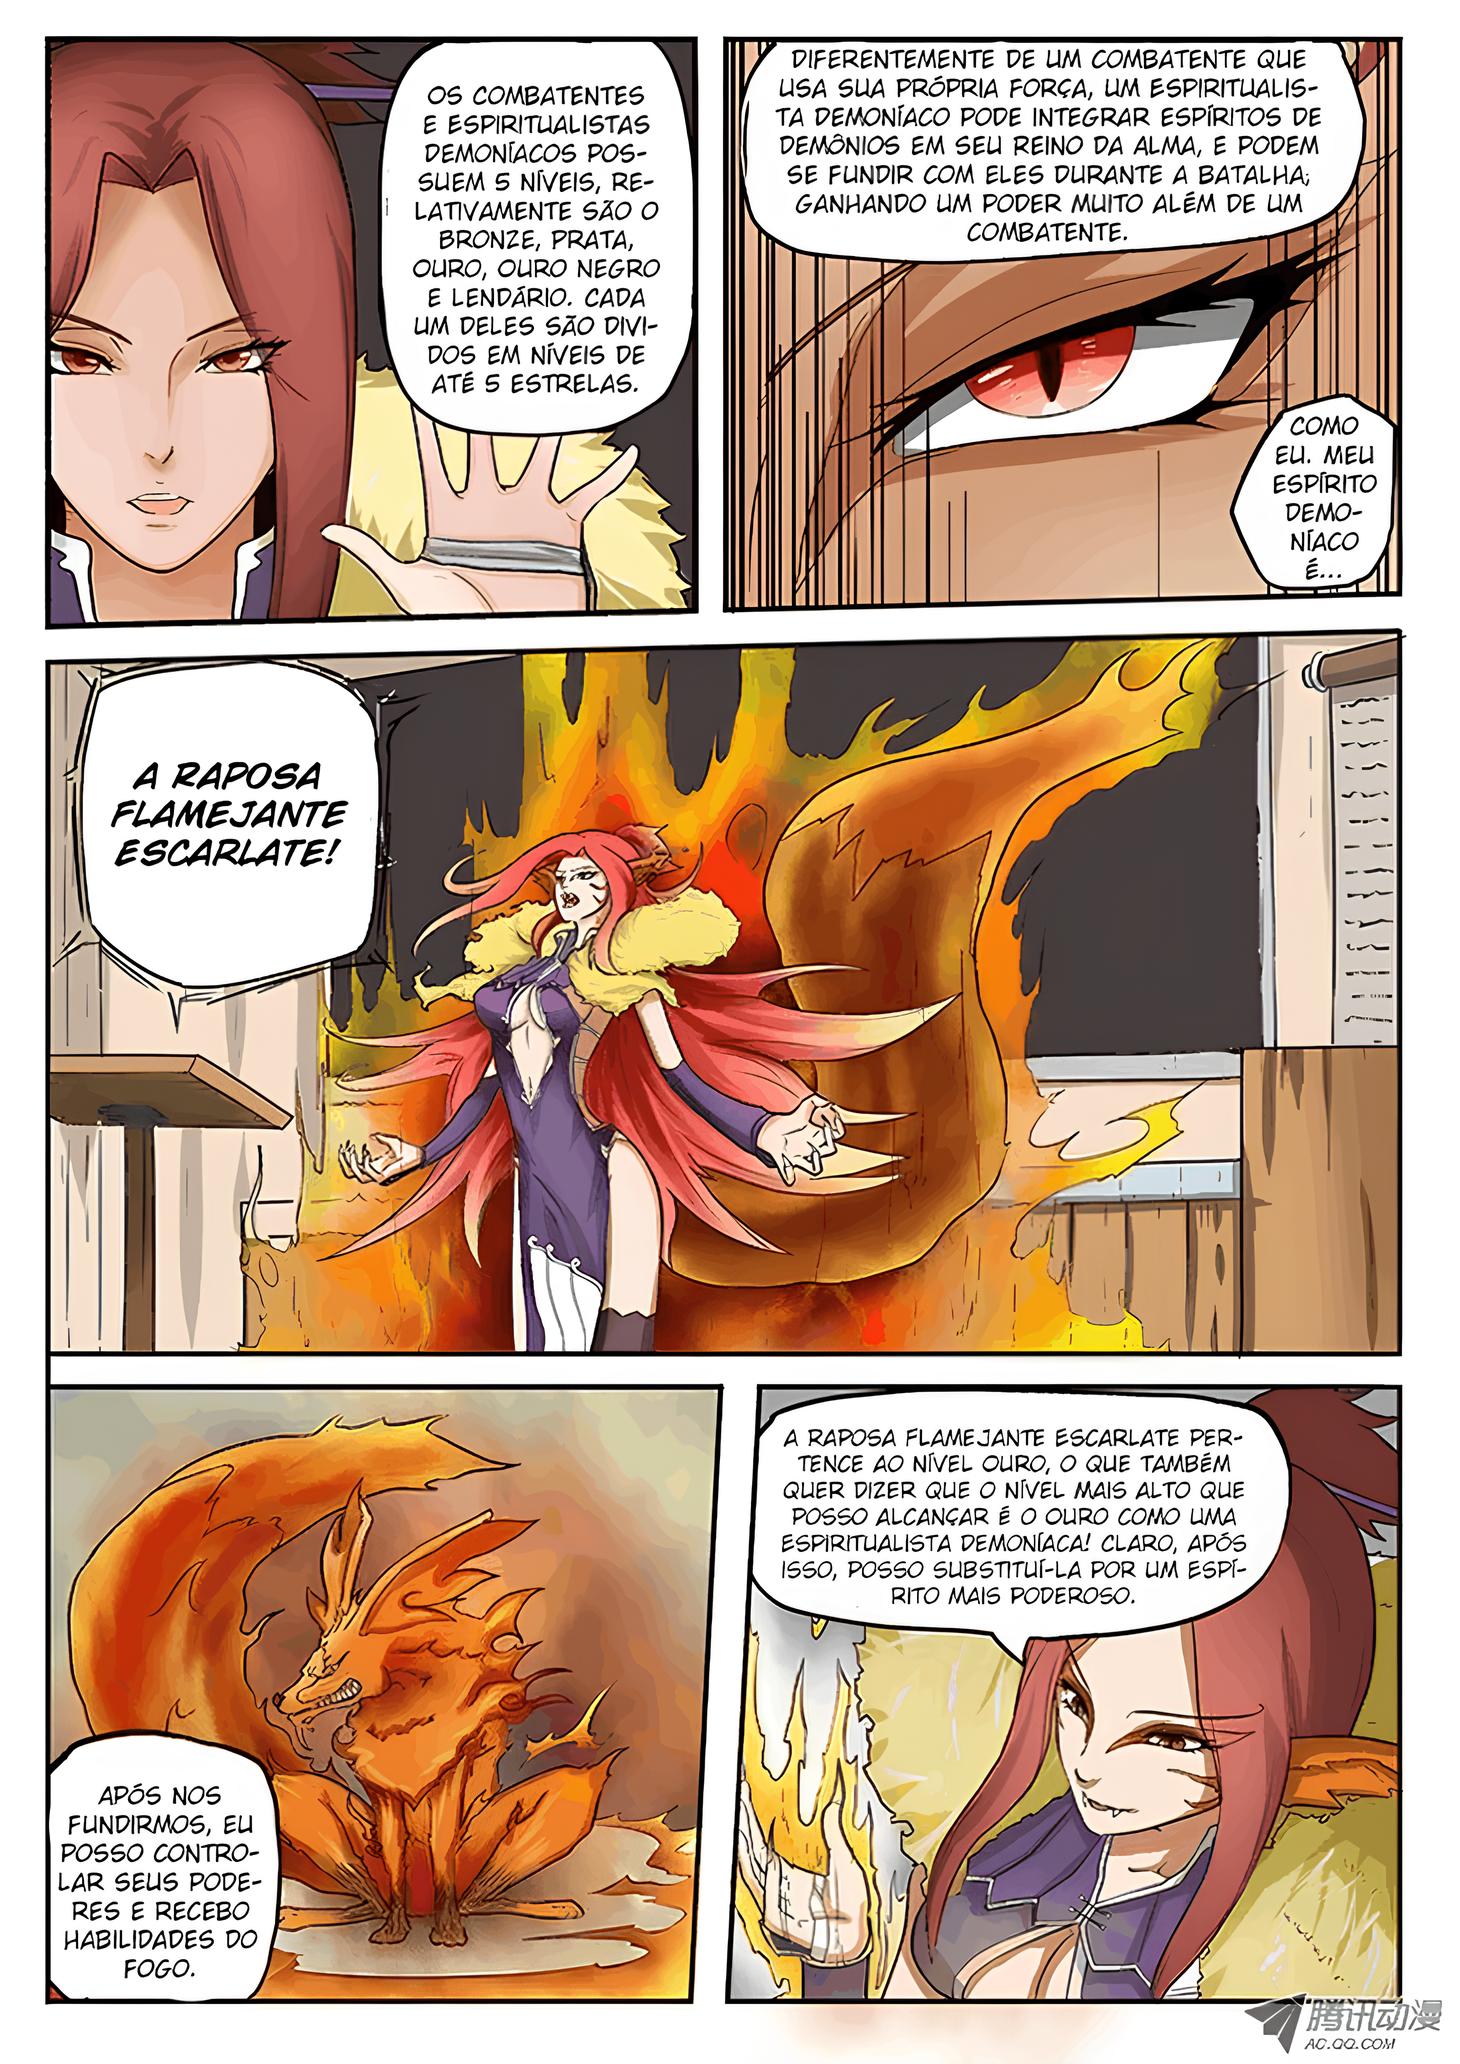 OS COMBATENTES
E ESPIRITUALISTAS
DEMONÍACOS POS-
SUEM 5 NÍVEIS, RE-
LATIVAMENTE SÃO O
BRONZE, PRATA,
OURO, OURO NEGRO
E LENDÁRIO. CADA
UM DELES SÃO DIVI-
DOS EM NÍVEIS DE
ATÉ 5 ESTRELAS.
DIFERENTEMENTE DE UM COMBATENTE QUE
USA SUA PRÓPRIA FORÇA, UM ESPIRITUALIS-
TA DEMONÍACO PODE INTEGRAR ESPÍRITOS DE
DEMÔNIOS EM SEU REINO DA ALMA, E PODEM
SE FUNDIR COM ELES DURANTE A BATALHA;
GANHANDO UM PODER MUITO ALÉM DE UM
COMBATENTE.
COMO
EU. MEU
ESPÍRITO
DEMO-
NÍACO
É...
A RAPOSA
FLAMEJANTE
ESCARLATE!
APÓS NOS
FUNDIRMOS, EU
POSSO CONTRO-
LAR SEUS PODE-
RES E RECEBO
HABILIDADES DO
FOGO.
A RAPOSA FLAMEJANTE ESCARLATE PER-
TENCE AO NÍVEL OURO, O QUE TAMBÉM
QUER DIZER QUE O NÍVEL MAIS ALTO QUE
POSSO ALCANÇAR É O OURO COMO UMA
ESPIRITUALISTA DEMONÍACA! CLARO, APÓS
ISSO, POSSO SUBSTITUÍ-LA POR UM ESPÍ-
RITO MAIS PODEROSO.
腾讯动漫
AC.QQ.COM